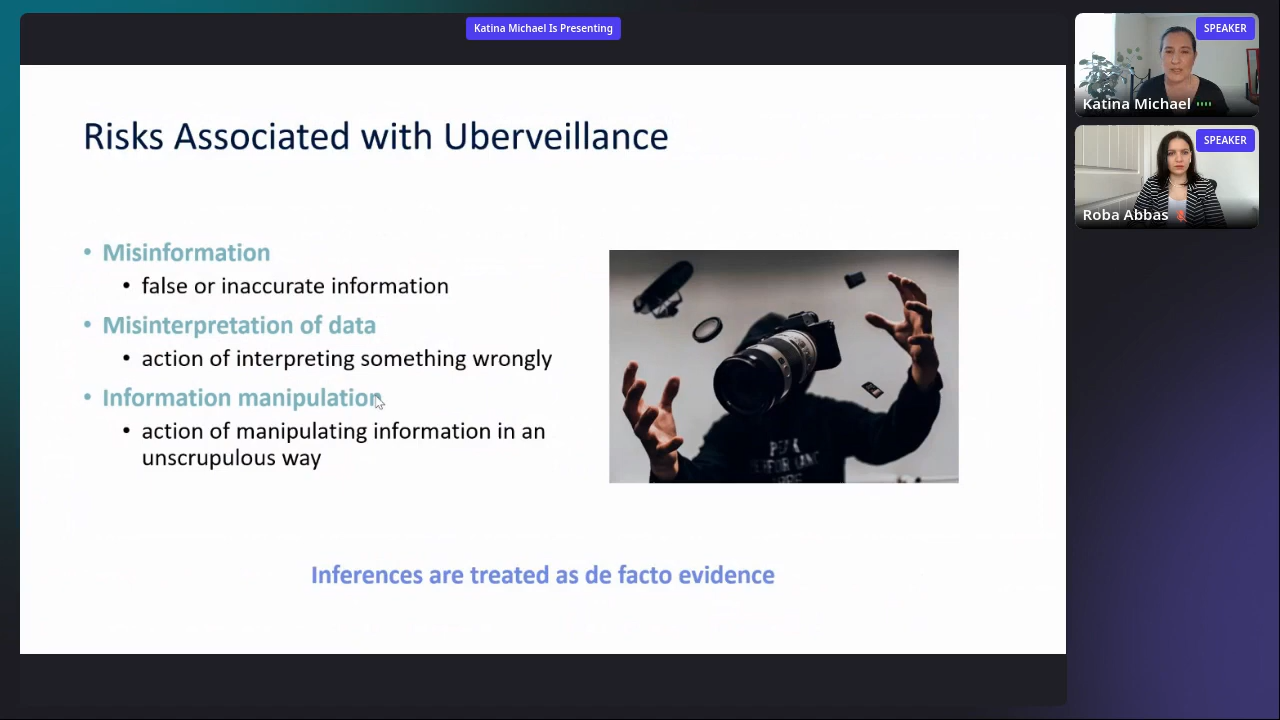 Katina Michael Is Presenting
Risks Associated with Uberveillance
• Misinformation
• false or inaccurate information
• Misinterpretation of data
• action of interpreting something wrongly
• Information manipulation
• action of manipulating information in an
unscrupulous way
PEAK
Inferences are treated as de facto evidence
SPEAKER
Katina Michael
SPEAKER
Roba Abbas